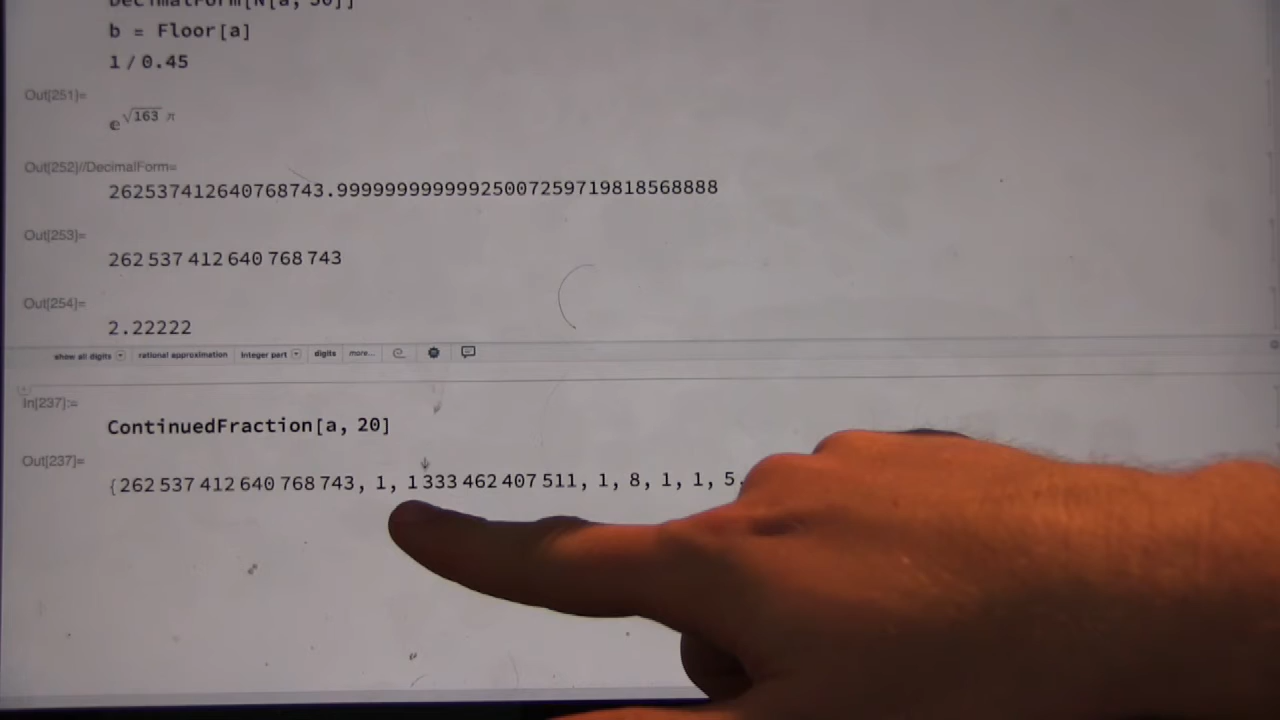 DecimalForm[N[a, 50]]
b = Floor[a]
1 / 0.45
Out[251]=
e^√163 π
Out[252]//DecimalForm=
262537412640768743.99999999999925007259719818568888
Out[253]=
262 537 412 640 768 743
Out[254]=
2.22222
show all digits rational approximation integer part digits more...
In[237]:=
ContinuedFraction[a, 20]
Out[237]=
{262 537 412 640 768 743, 1, 1 333 462 407 511, 1, 8, 1, 1, 5,